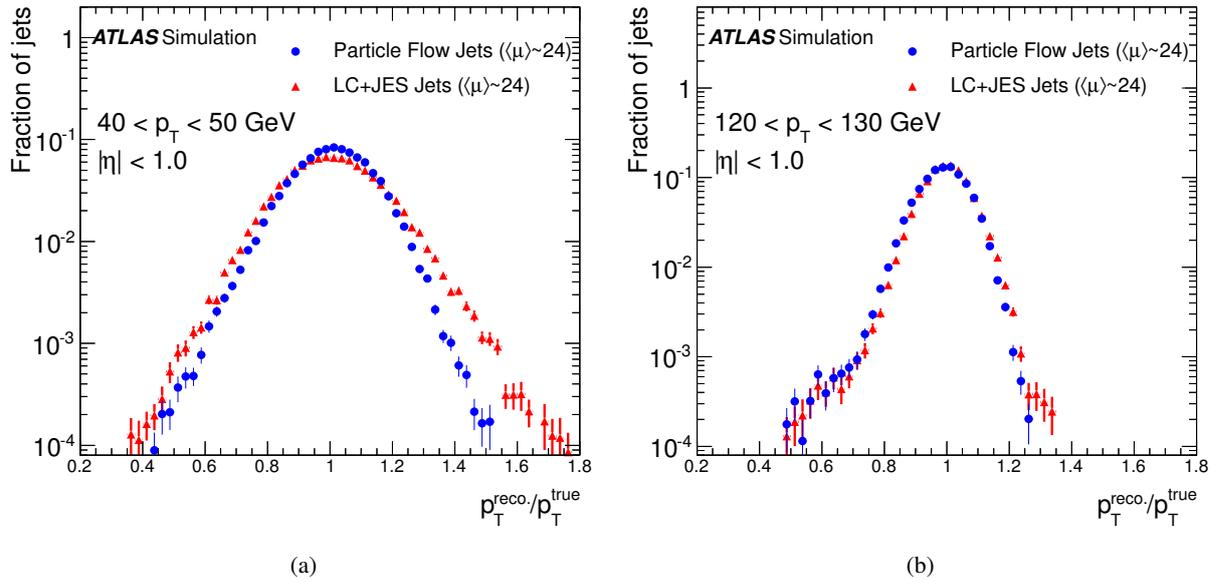 Fraction of jets
ATLAS Simulation
Particle Flow Jets (⟨μ⟩~24)
LC+JES Jets (⟨μ⟩~24)
40 < p_T < 50 GeV
|η| < 1.0
1
10⁻¹
10⁻²
10⁻³
10⁻⁴
0.2 0.4 0.6 0.8 1 1.2 1.4 1.6 1.8
p_T^reco./p_T^true
(a)
Fraction of jets
ATLAS Simulation
Particle Flow Jets (⟨μ⟩~24)
LC+JES Jets (⟨μ⟩~24)
120 < p_T < 130 GeV
|η| < 1.0
1
10⁻¹
10⁻²
10⁻³
10⁻⁴
0.2 0.4 0.6 0.8 1 1.2 1.4 1.6 1.8
p_T^reco./p_T^true
(b)